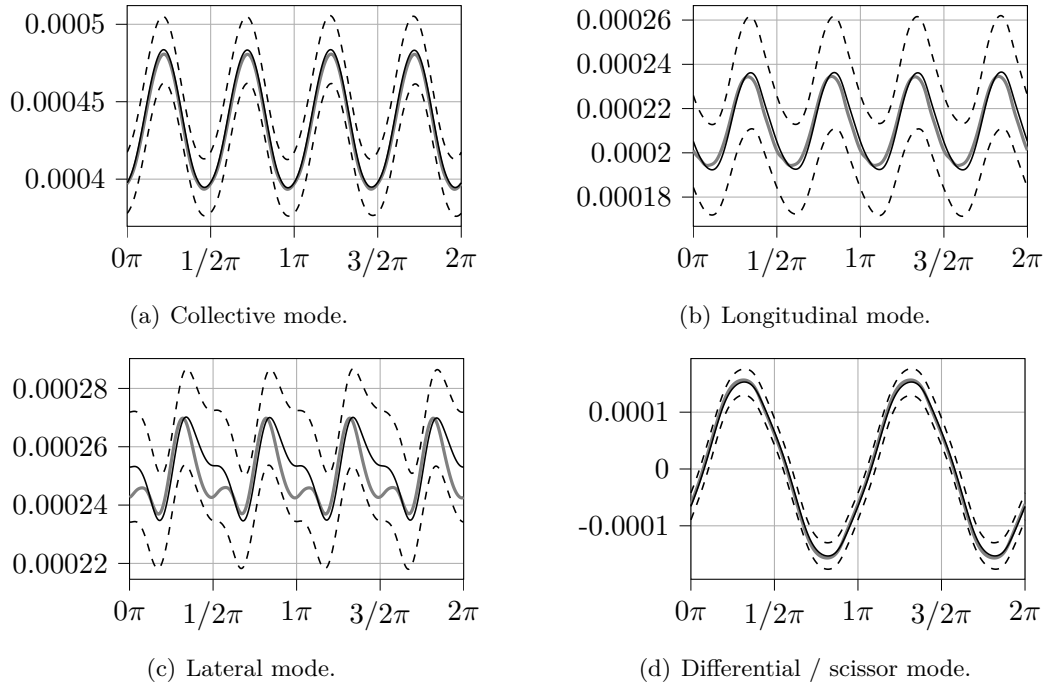 0.0005
0.00045
0.0004
0π 1/2π 1π 3/2π 2π
(a) Collective mode.
0.00026
0.00024
0.00022
0.0002
0.00018
0π 1/2π 1π 3/2π 2π
(b) Longitudinal mode.
0.00028
0.00026
0.00024
0.00022
0π 1/2π 1π 3/2π 2π
(c) Lateral mode.
0.0001
0
-0.0001
0π 1/2π 1π 3/2π 2π
(d) Differential / scissor mode.